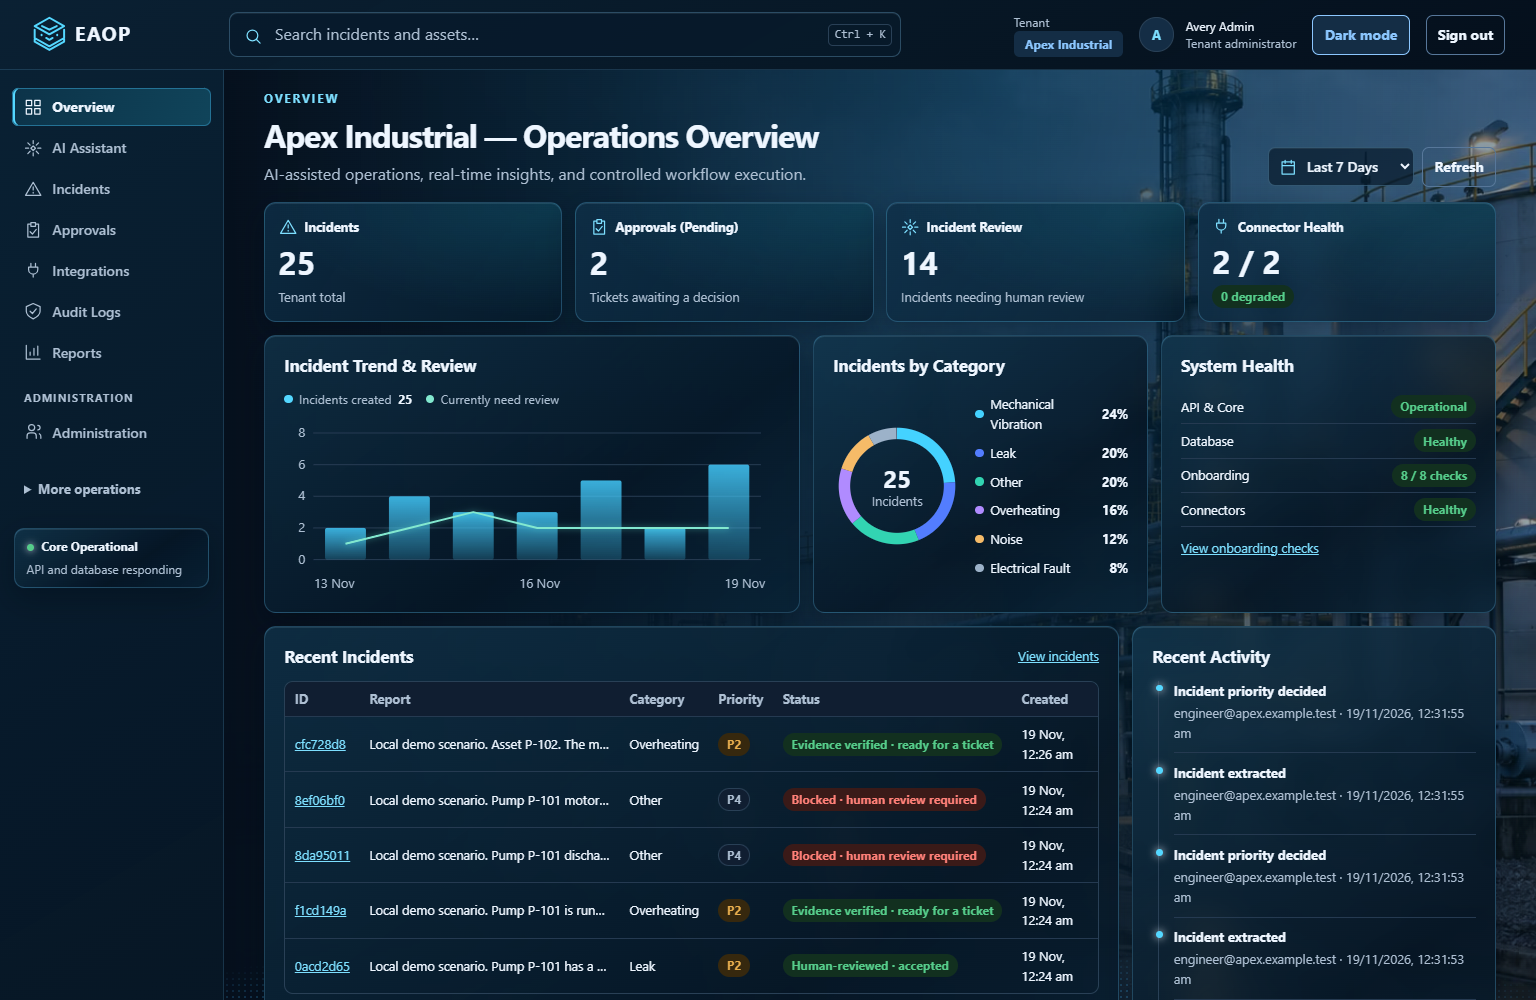 EAOP
Search incidents and assets...
Ctrl + K
Tenant
Apex Industrial
A
Avery Admin
Tenant administrator
Dark mode
Sign out
Overview
AI Assistant
Incidents
Approvals
Integrations
Audit Logs
Reports
ADMINISTRATION
Administration
More operations
Core Operational
API and database responding
OVERVIEW
Apex Industrial — Operations Overview
AI-assisted operations, real-time insights, and controlled workflow execution.
Last 7 Days
Refresh
Incidents
25
Tenant total
Approvals (Pending)
2
Tickets awaiting a decision
Incident Review
14
Incidents needing human review
Connector Health
2 / 2
0 degraded
Incident Trend & Review
Incidents created 25
Currently need review
8
6
4
2
0
13 Nov
16 Nov
19 Nov
Incidents by Category
25
Incidents
Mechanical
Vibration
24%
Leak 20%
Other 20%
Overheating 16%
Noise 12%
Electrical Fault 8%
System Health
API & Core Operational
Database Healthy
Onboarding 8 / 8 checks
Connectors Healthy
View onboarding checks
Recent Incidents
View incidents
ID Report Category Priority Status Created
cfc728d8 Local demo scenario. Asset P-102. The m... Overheating P2 Evidence verified · ready for a ticket 19 Nov,
12:26 am
8ef06bf0 Local demo scenario. Pump P-101 motor... Other P4 Blocked · human review required 19 Nov,
12:24 am
8da95011 Local demo scenario. Pump P-101 discha... Other P4 Blocked · human review required 19 Nov,
12:24 am
f1cd149a Local demo scenario. Pump P-101 is run... Overheating P2 Evidence verified · ready for a ticket 19 Nov,
12:24 am
0acd2d65 Local demo scenario. Pump P-101 has a ... Leak P2 Human-reviewed · accepted 19 Nov,
12:24 am
Recent Activity
Incident priority decided
engineer@apex.example.test · 19/11/2026, 12:31:55
am
Incident extracted
engineer@apex.example.test · 19/11/2026, 12:31:55
am
Incident priority decided
engineer@apex.example.test · 19/11/2026, 12:31:53
am
Incident extracted
engineer@apex.example.test · 19/11/2026, 12:31:53
am